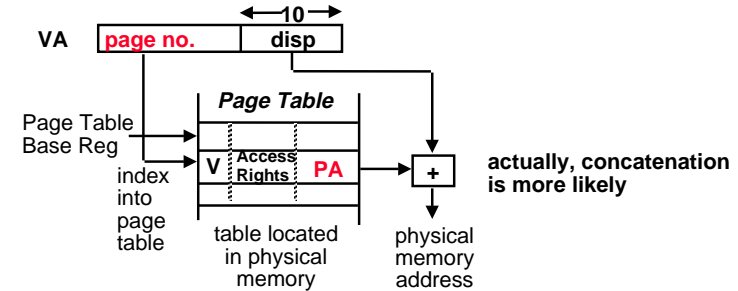 10
VA
page no.
disp
Page Table
Page Table
Base Reg
V
Access
Rights
PA
+
actually, concatenation
is more likely
index
into
page
table
table located
in physical
memory
physical
memory
address